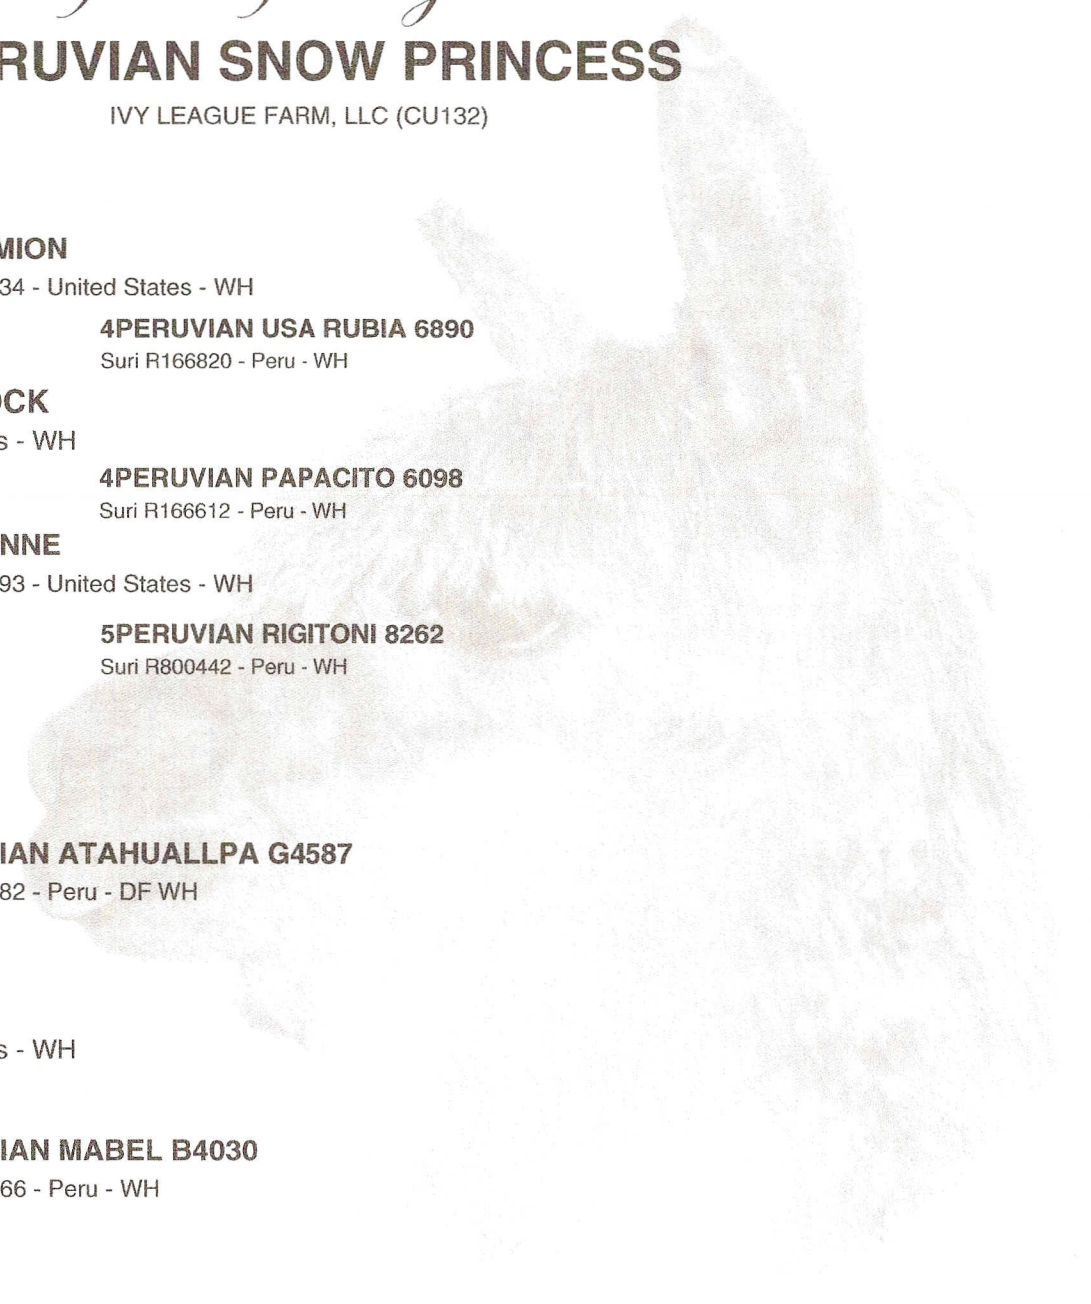 RUVIAN SNOW PRINCESS
IVY LEAGUE FARM, LLC (CU132)
MION
34 - United States - WH
4PERUVIAN USA RUBIA 6890
Suri R166820 - Peru - WH
OCK
s - WH
4PERUVIAN PAPACITO 6098
Suri R166612 - Peru - WH
NNE
93 - United States - WH
5PERUVIAN RIGITONI 8262
Suri R800442 - Peru - WH
IAN ATAHUALLPA G4587
82 - Peru - DF WH
s - WH
IAN MABEL B4030
66 - Peru - WH